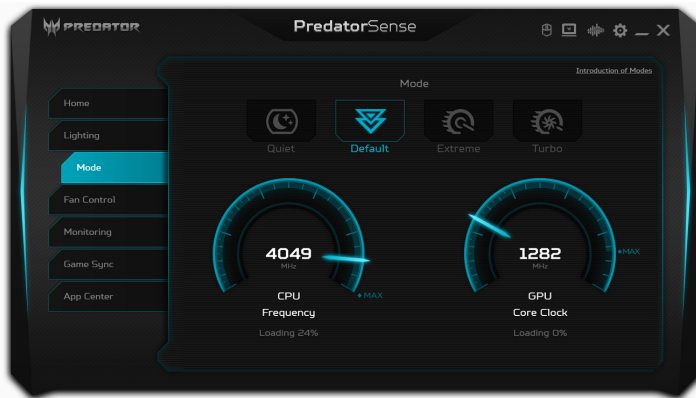 PREDATOR
PredatorSense
Introduction of Modes
Mode
Home
Lighting
Mode
Fan Control
Monitoring
Game Sync
App Center
Quiet
Default
Extreme
Turbo
4049
MHz
MAX
CPU
Frequency
Loading 24%
1282
MHz
MAX
GPU
Core Clock
Loading 0%